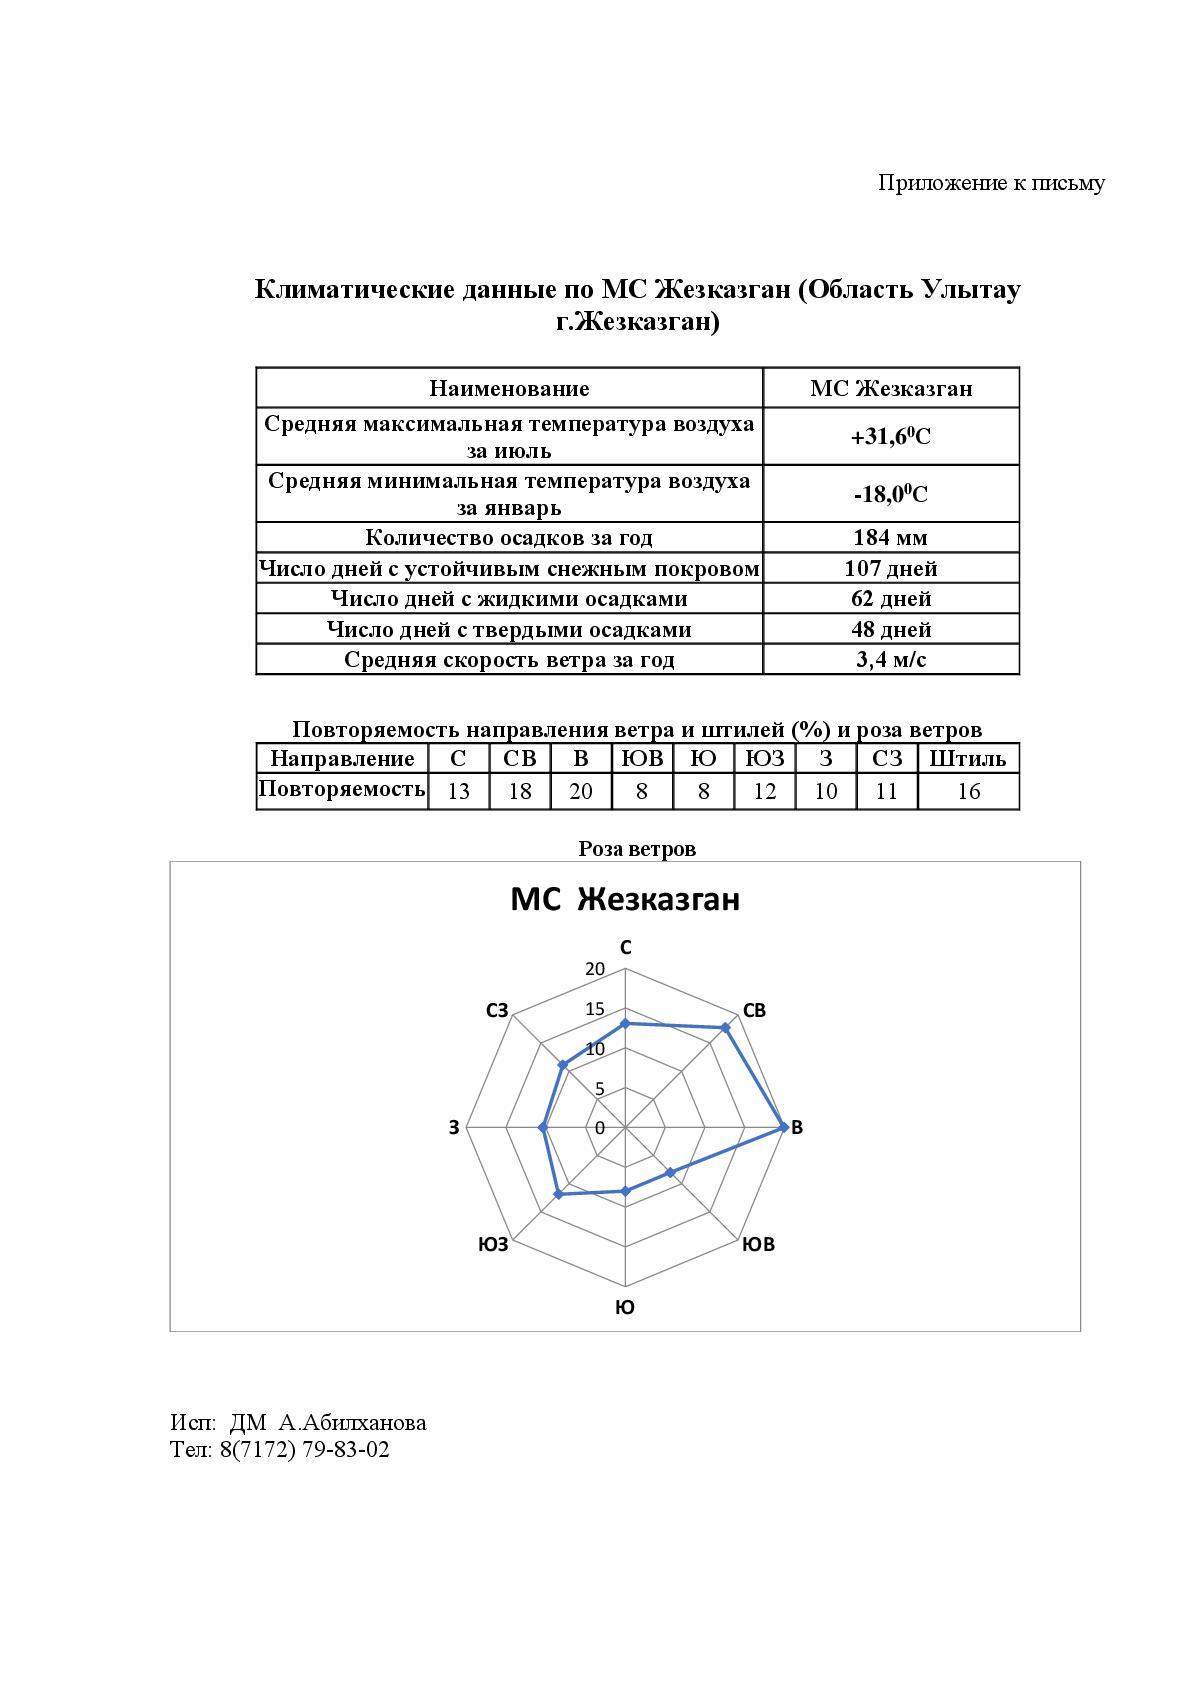 Приложение к письму
Климатические данные по МС Жезказган (Область Улытау
г.Жезказган)
Наименование МС Жезказган
Средняя максимальная температура воздуха
за июль +31,6⁰С
Средняя минимальная температура воздуха
за январь -18,0⁰С
Количество осадков за год 184 мм
Число дней с устойчивым снежным покровом 107 дней
Число дней с жидкими осадками 62 дней
Число дней с твердыми осадками 48 дней
Средняя скорость ветра за год 3,4 м/с
Повторяемость направления ветра и штилей (%) и роза ветров
Направление С СВ В ЮВ Ю ЮЗ З СЗ Штиль
Повторяемость 13 18 20 8 8 12 10 11 16
Роза ветров
МС Жезказган
С
20
СЗ 15 СВ
10
5
З 0 В
ЮЗ ЮВ
Ю
Исп: ДМ А.Абилханова
Тел: 8(7172) 79-83-02